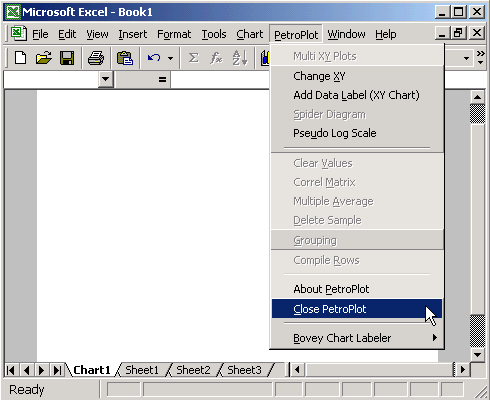 Microsoft Excel - Book1
File Edit View Insert Format Tools Chart PetroPlot Window Help
Multi XY Plots
Change XY
Add Data Label (XY Chart)
Spider Diagram
Pseudo Log Scale
Clear Values
Correl Matrix
Multiple Average
Delete Sample
Grouping
Compile Rows
About PetroPlot
Close PetroPlot
Bovey Chart Labeler
Chart1 Sheet1 Sheet2 Sheet3
Ready